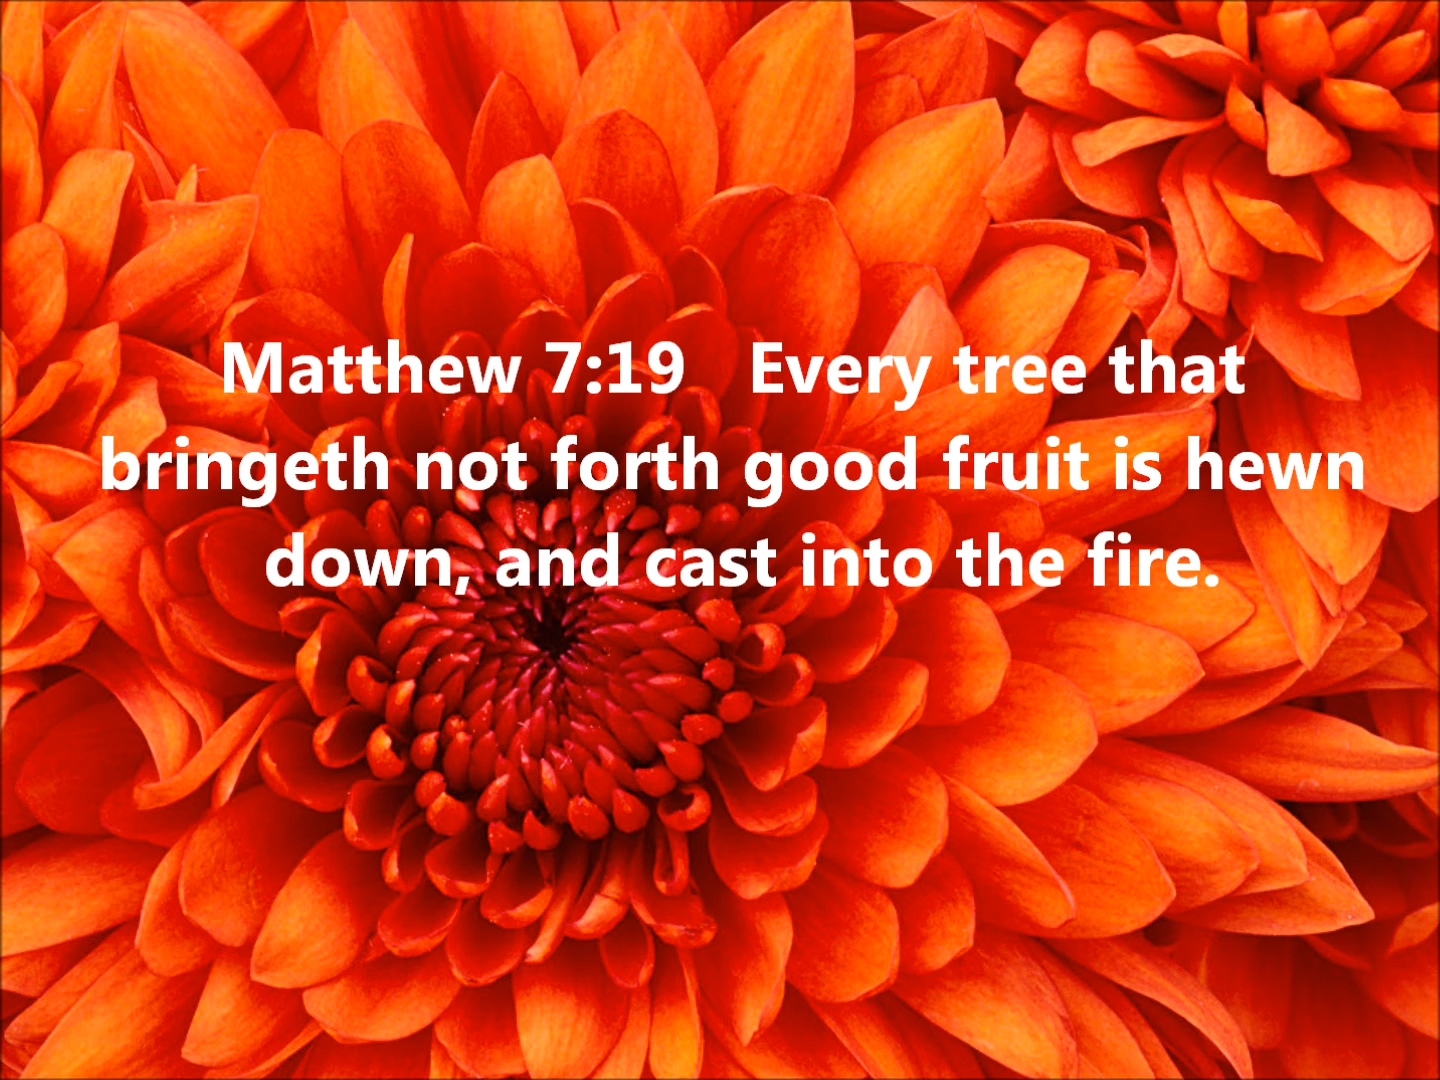 Matthew 7:19   Every tree that
bringeth not forth good fruit is hewn
down, and cast into the fire.